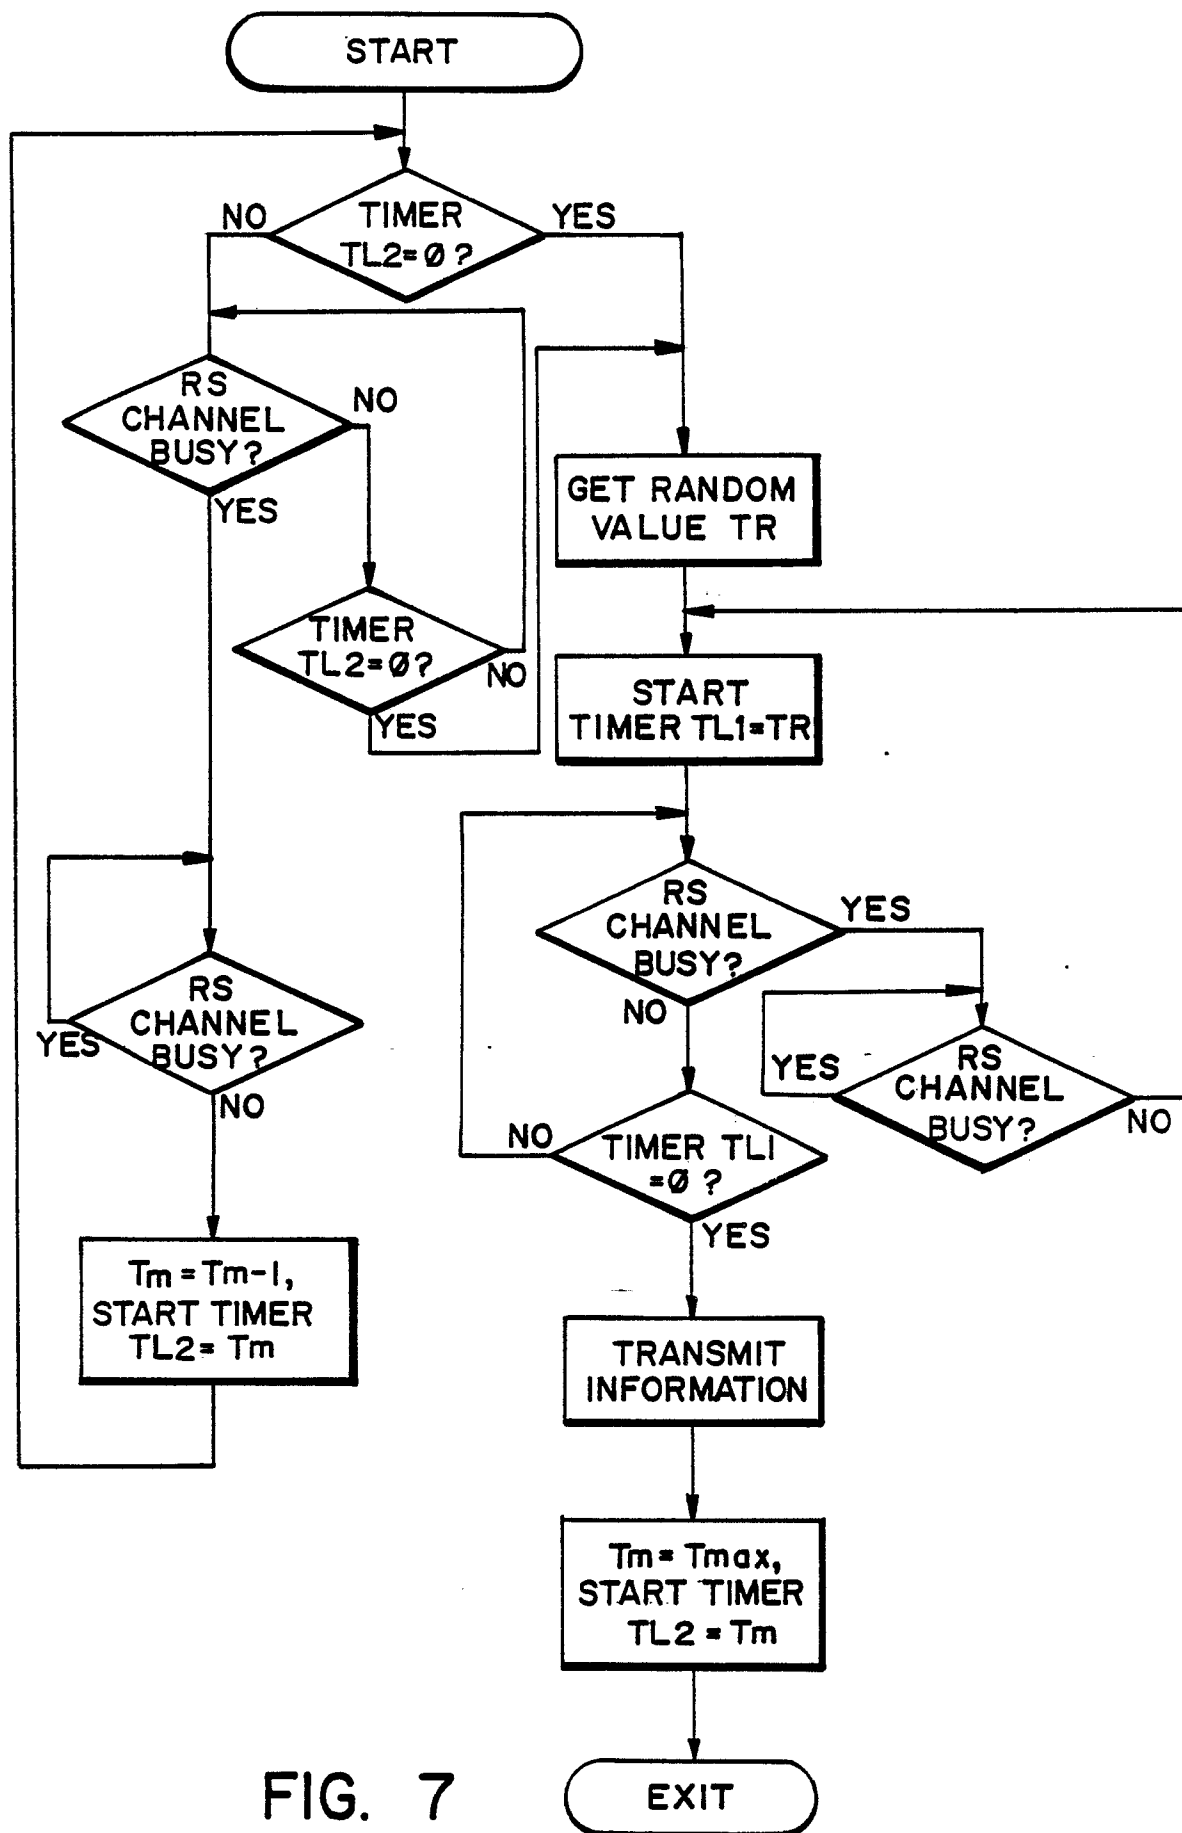 START
NO
YES
TIMER
TL2=Ø?
RS
CHANNEL
BUSY?
NO
YES
GET RANDOM
VALUE TR
TIMER
TL2=Ø?
NO
YES
START
TIMER TL1=TR
RS
CHANNEL
BUSY?
YES
NO
RS
CHANNEL
BUSY?
YES
NO
RS
CHANNEL
BUSY?
YES
NO
TIMER TL1
=Ø?
NO
YES
Tm=Tm-1,
START TIMER
TL2=Tm
TRANSMIT
INFORMATION
Tm=Tmax,
START TIMER
TL2=Tm
EXIT
FIG. 7